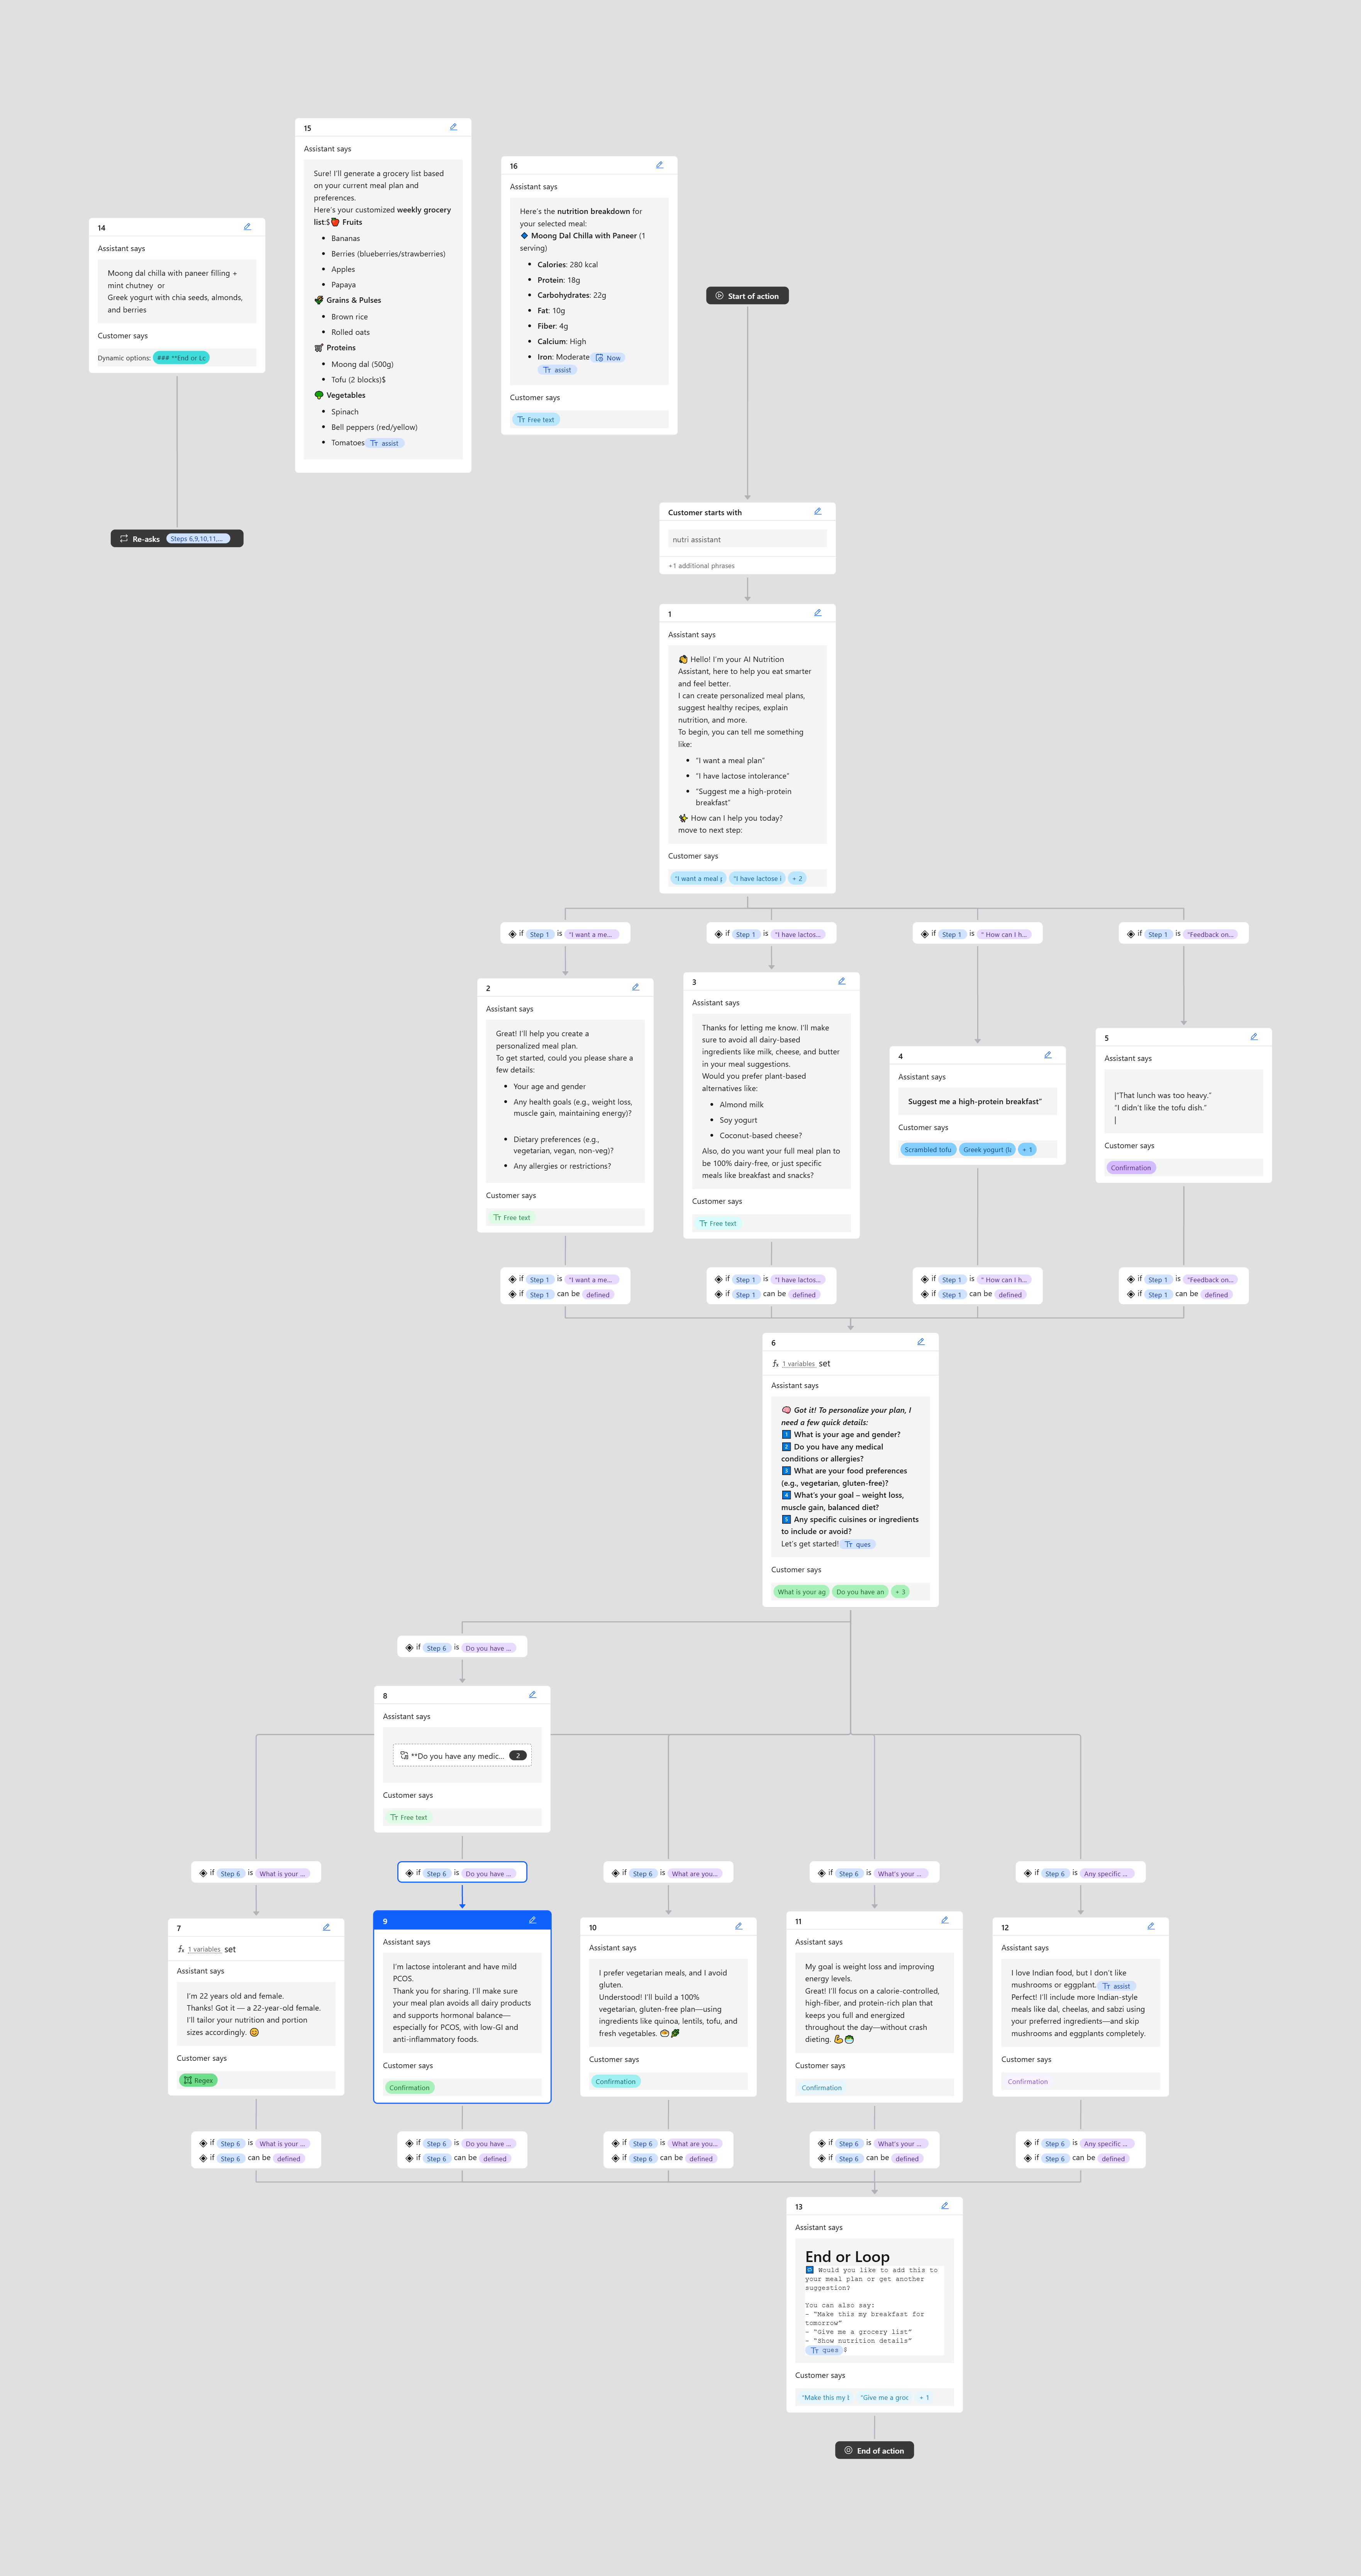 15
Assistant says
Sure! I'll generate a grocery list based
on your current meal plan and
preferences.
Here's your customized weekly grocery
list:$🍎 Fruits
• Bananas
• Berries (blueberries/strawberries)
• Apples
• Papaya
🌾 Grains & Pulses
• Brown rice
• Rolled oats
🛒 Proteins
• Moong dal (500g)
• Tofu (2 blocks)$
🥦 Vegetables
• Spinach
• Bell peppers (red/yellow)
• Tomatoes assist
16
Assistant says
Here's the nutrition breakdown for
your selected meal:
🔹 Moong Dal Chilla with Paneer (1
serving)
• Calories: 280 kcal
• Protein: 18g
• Carbohydrates: 22g
• Fat: 10g
• Fiber: 4g
• Calcium: High
• Iron: Moderate Now
assist
Customer says
Free text
14
Assistant says
Moong dal chilla with paneer filling +
mint chutney or
Greek yogurt with chia seeds, almonds,
and berries
Customer says
Dynamic options: ### **End or Lc
Re-asks Steps 6,9,10,11,...
Start of action
Customer starts with
nutri assistant
+1 additional phrases
1
Assistant says
Hello! I'm your AI Nutrition
Assistant, here to help you eat smarter
and feel better.
I can create personalized meal plans,
suggest healthy recipes, explain
nutrition, and more.
To begin, you can tell me something
like:
• "I want a meal plan"
• "I have lactose intolerance"
• "Suggest me a high-protein
breakfast"
✨ How can I help you today?
move to next step:
Customer says
"I want a meal p "I have lactose i + 2
if Step 1 is "I want a me...
if Step 1 is "I have lactos...
if Step 1 is " How can I h...
if Step 1 is "Feedback on...
2
Assistant says
Great! I'll help you create a
personalized meal plan.
To get started, could you please share a
few details:
• Your age and gender
• Any health goals (e.g., weight loss,
muscle gain, maintaining energy)?
• Dietary preferences (e.g.,
vegetarian, vegan, non-veg)?
• Any allergies or restrictions?
Customer says
Free text
3
Assistant says
Thanks for letting me know. I'll make
sure to avoid all dairy-based
ingredients like milk, cheese, and butter
in your meal suggestions.
Would you prefer plant-based
alternatives like:
• Almond milk
• Soy yogurt
• Coconut-based cheese?
Also, do you want your full meal plan to
be 100% dairy-free, or just specific
meals like breakfast and snacks?
Customer says
Free text
4
Assistant says
Suggest me a high-protein breakfast"
Customer says
Scrambled tofu Greek yogurt (l + 1
5
Assistant says
|"That lunch was too heavy."
"I didn't like the tofu dish."
|
Customer says
Confirmation
if Step 1 is "I want a me...
if Step 1 can be defined
if Step 1 is "I have lactos...
if Step 1 can be defined
if Step 1 is " How can I h...
if Step 1 can be defined
if Step 1 is "Feedback on...
if Step 1 can be defined
6
1 variables set
Assistant says
🧠 Got it! To personalize your plan, I
need a few quick details:
1 What is your age and gender?
2 Do you have any medical
conditions or allergies?
3 What are your food preferences
(e.g., vegetarian, gluten-free)?
4 What's your goal – weight loss,
muscle gain, balanced diet?
5 Any specific cuisines or ingredients
to include or avoid?
Let's get started! ques
Customer says
What is your ag Do you have an + 3
if Step 6 is Do you have ...
8
Assistant says
**Do you have any medic... 2
Customer says
Free text
if Step 6 is What is your ...
if Step 6 is Do you have ...
if Step 6 is What are you...
if Step 6 is What's your ...
if Step 6 is Any specific ...
7
1 variables set
Assistant says
I'm 22 years old and female.
Thanks! Got it — a 22-year-old female.
I'll tailor your nutrition and portion
sizes accordingly. 😊
Customer says
Regex
9
Assistant says
I'm lactose intolerant and have mild
PCOS.
Thank you for sharing. I'll make sure
your meal plan avoids all dairy products
and supports hormonal balance—
especially for PCOS, with low-GI and
anti-inflammatory foods.
Customer says
Confirmation
10
Assistant says
I prefer vegetarian meals, and I avoid
gluten.
Understood! I'll build a 100%
vegetarian, gluten-free plan—using
ingredients like quinoa, lentils, tofu, and
fresh vegetables.
Customer says
Confirmation
11
Assistant says
My goal is weight loss and improving
energy levels.
Great! I'll focus on a calorie-controlled,
high-fiber, and protein-rich plan that
keeps you full and energized
throughout the day—without crash
dieting.
Customer says
Confirmation
12
Assistant says
I love Indian food, but I don't like
mushrooms or eggplant. assist
Perfect! I'll include more Indian-style
meals like dal, cheelas, and sabzi using
your preferred ingredients—and skip
mushrooms and eggplants completely.
Customer says
Confirmation
if Step 6 is What is your ...
if Step 6 can be defined
if Step 6 is Do you have ...
if Step 6 can be defined
if Step 6 is What are you...
if Step 6 can be defined
if Step 6 is What's your ...
if Step 6 can be defined
if Step 6 is Any specific ...
if Step 6 can be defined
13
Assistant says
End or Loop
Would you like to add this to
your meal plan or get another
suggestion?
You can also say:
- "Make this my breakfast for
tomorrow"
- "Give me a grocery list"
- "Show nutrition details"
ques $
Customer says
"Make this my b "Give me a groc + 1
End of action